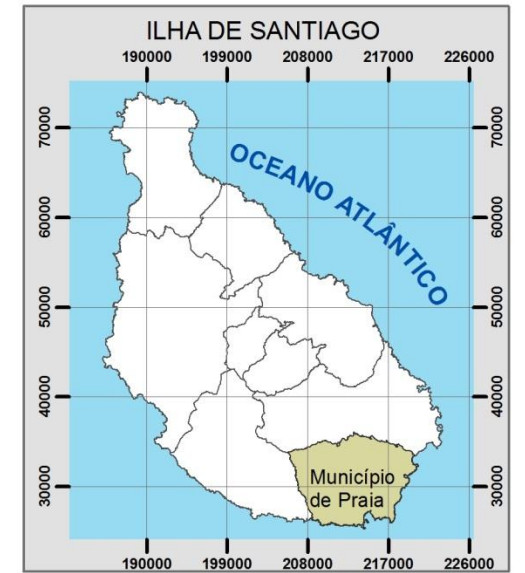 ILHA DE SANTIAGO
190000 199000 208000 217000 226000
70000 70000
OCEANO ATLÂNTICO
60000 60000
50000 50000
40000 40000
30000 30000
Município
de Praia
190000 199000 208000 217000 226000